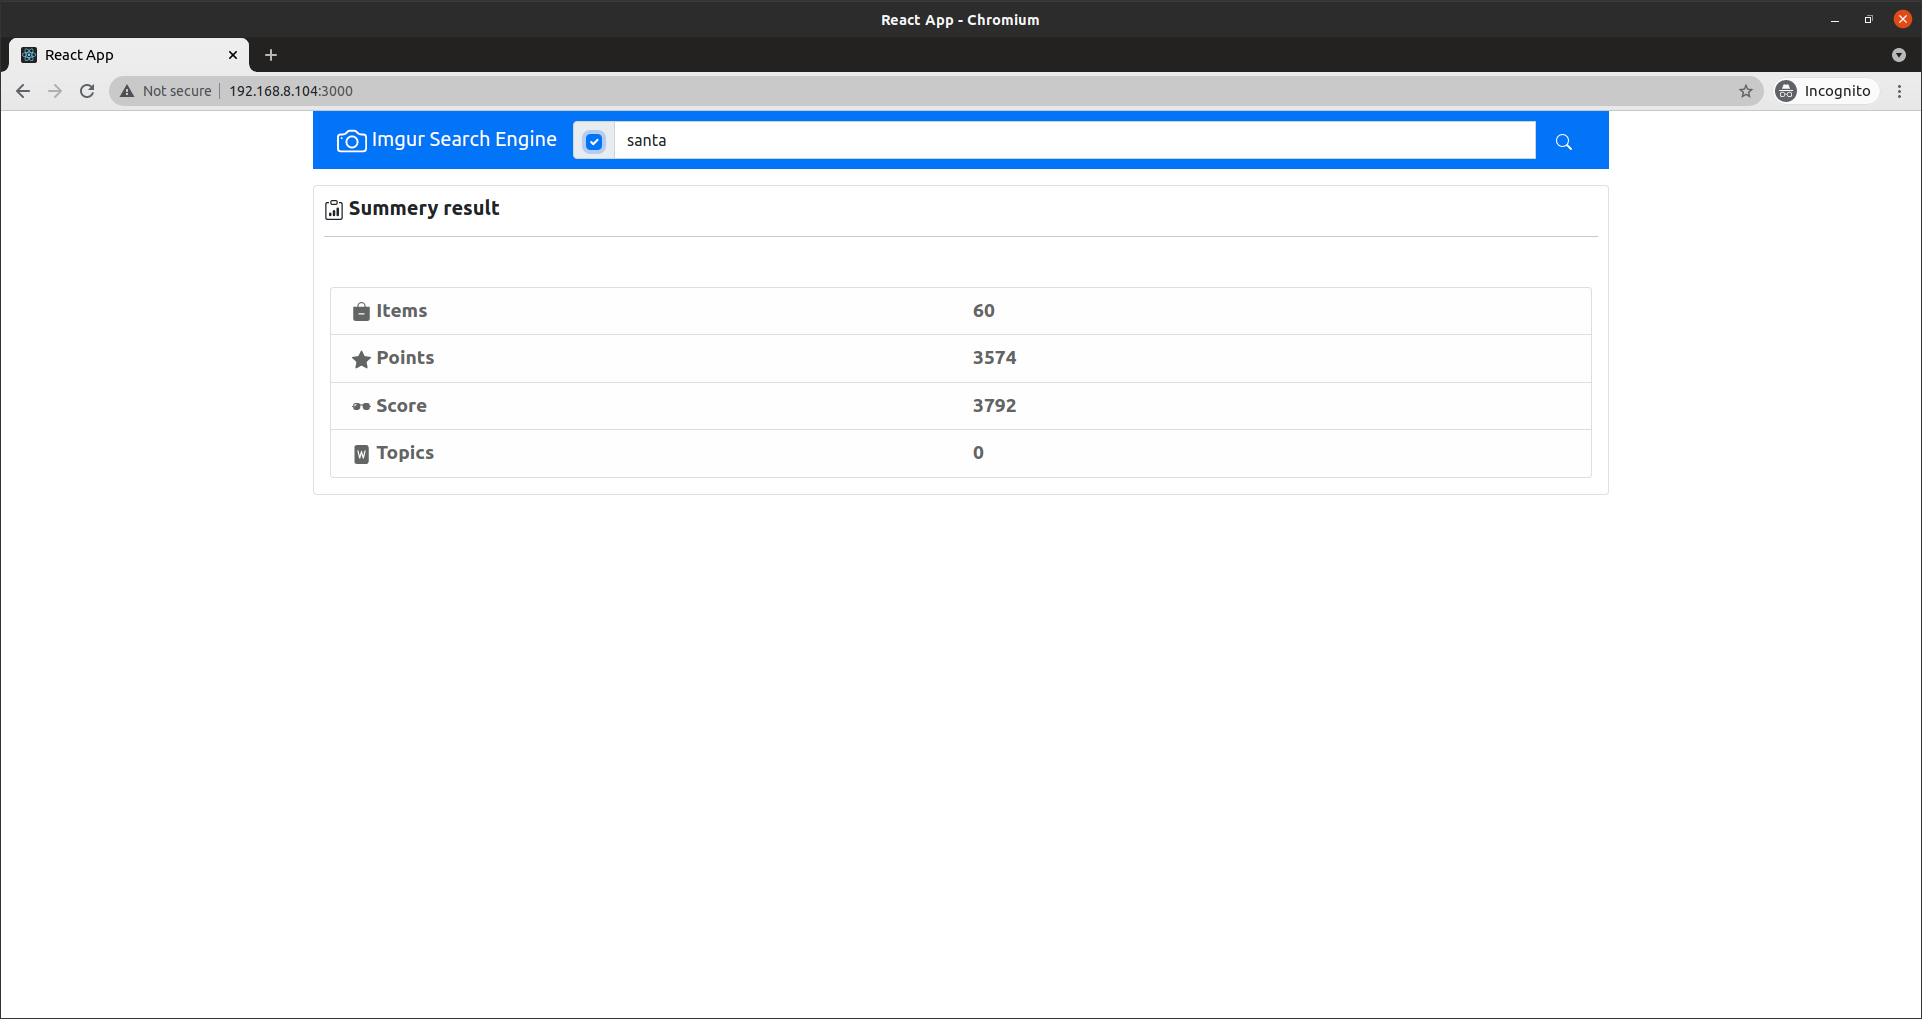 React App - Chromium
React App
Not secure 192.168.8.104:3000 Incognito
Imgur Search Engine santa
Summery result
Items 60
Points 3574
Score 3792
W Topics 0